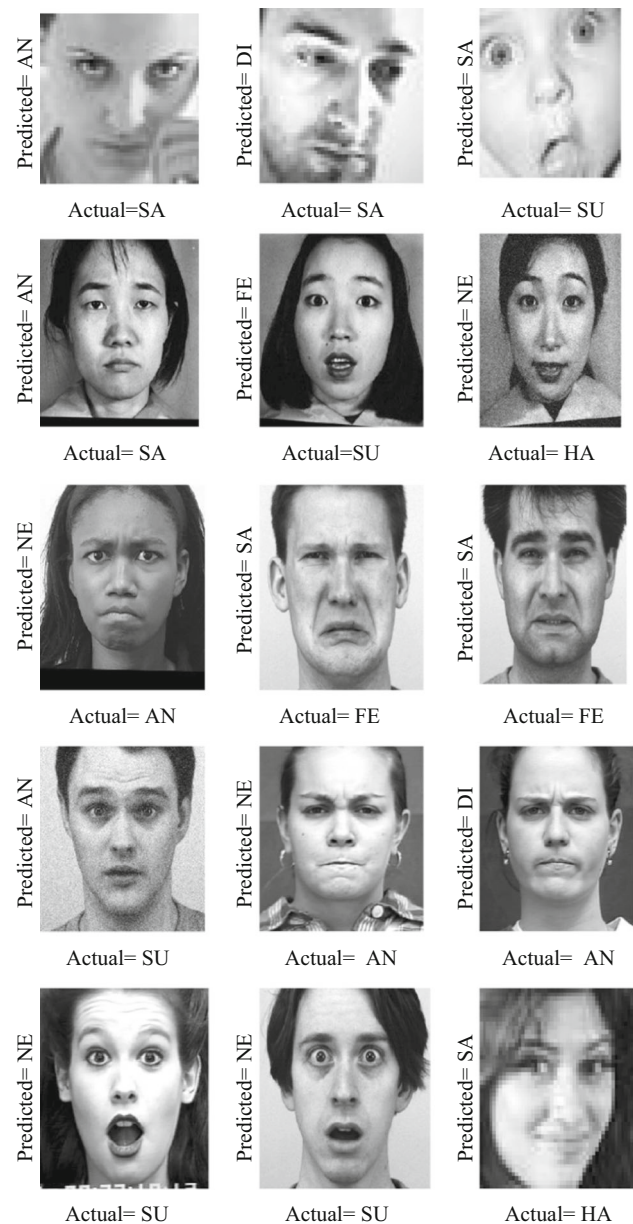 Predicted= AN
Predicted= DI
Predicted= SA
Actual=SA
Actual= SA
Actual= SU
Predicted= AN
Predicted= FE
Predicted= NE
Actual= SA
Actual=SU
Actual= HA
Predicted= NE
Predicted= SA
Predicted= SA
Actual= AN
Actual= FE
Actual= FE
Predicted= AN
Predicted= NE
Predicted= DI
Actual= SU
Actual= AN
Actual= AN
Predicted= NE
Predicted= NE
Predicted= SA
Actual= SU
Actual= SU
Actual= HA